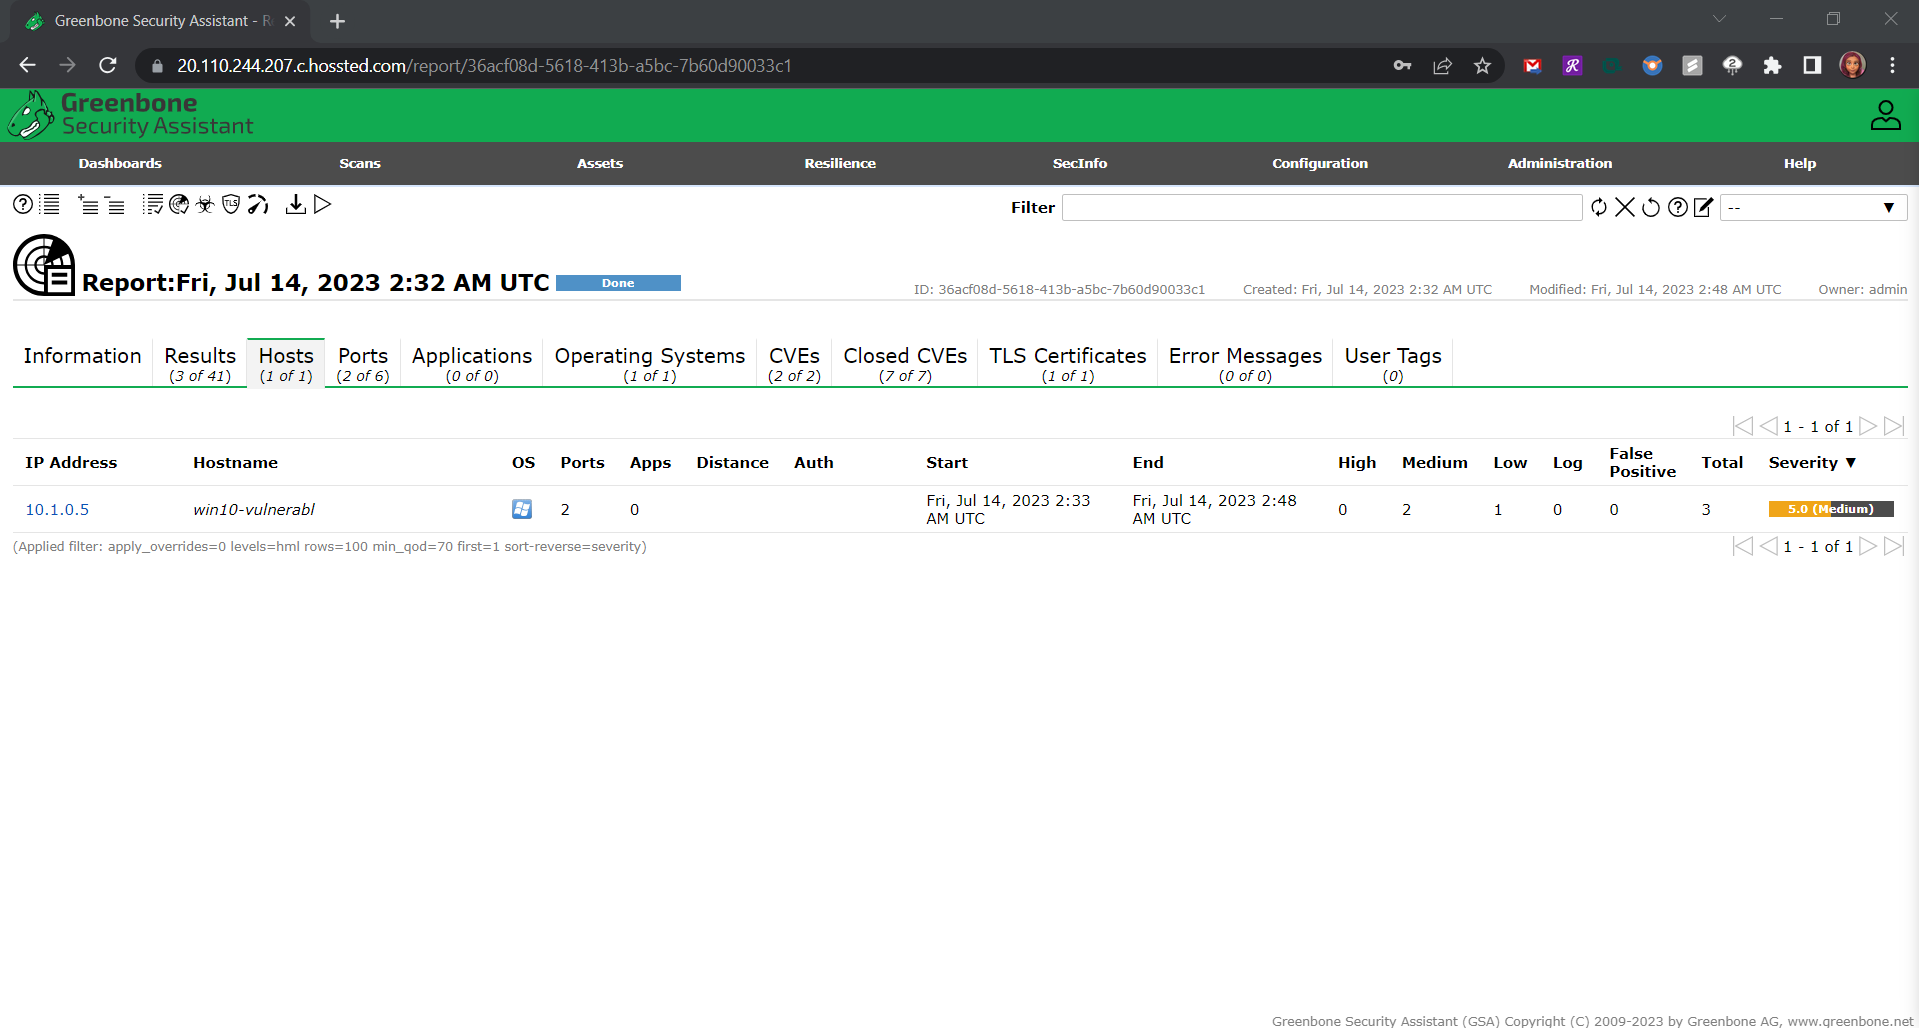 Greenbone Security Assistant - R
20.110.244.207.c.hossted.com/report/36acf08d-5618-413b-a5bc-7b60d90033c1
Greenbone
Security Assistant
Dashboards Scans Assets Resilience SecInfo Configuration Administration Help
Filter --
Report:Fri, Jul 14, 2023 2:32 AM UTC Done ID: 36acf08d-5618-413b-a5bc-7b60d90033c1 Created: Fri, Jul 14, 2023 2:32 AM UTC Modified: Fri, Jul 14, 2023 2:48 AM UTC Owner: admin
Information Results Hosts Ports Applications Operating Systems CVEs Closed CVEs TLS Certificates Error Messages User Tags
(3 of 41) (1 of 1) (2 of 6) (0 of 0) (1 of 1) (2 of 2) (7 of 7) (1 of 1) (0 of 0) (0)
1 - 1 of 1
IP Address Hostname OS Ports Apps Distance Auth Start End High Medium Low Log False Positive Total Severity ▼
10.1.0.5 win10-vulnerabl 2 0 Fri, Jul 14, 2023 2:33 AM UTC Fri, Jul 14, 2023 2:48 AM UTC 0 2 1 0 0 3 5.0 (Medium)
(Applied filter: apply_overrides=0 levels=hml rows=100 min_qod=70 first=1 sort-reverse=severity) 1 - 1 of 1
Greenbone Security Assistant (GSA) Copyright (C) 2009-2023 by Greenbone AG, www.greenbone.net